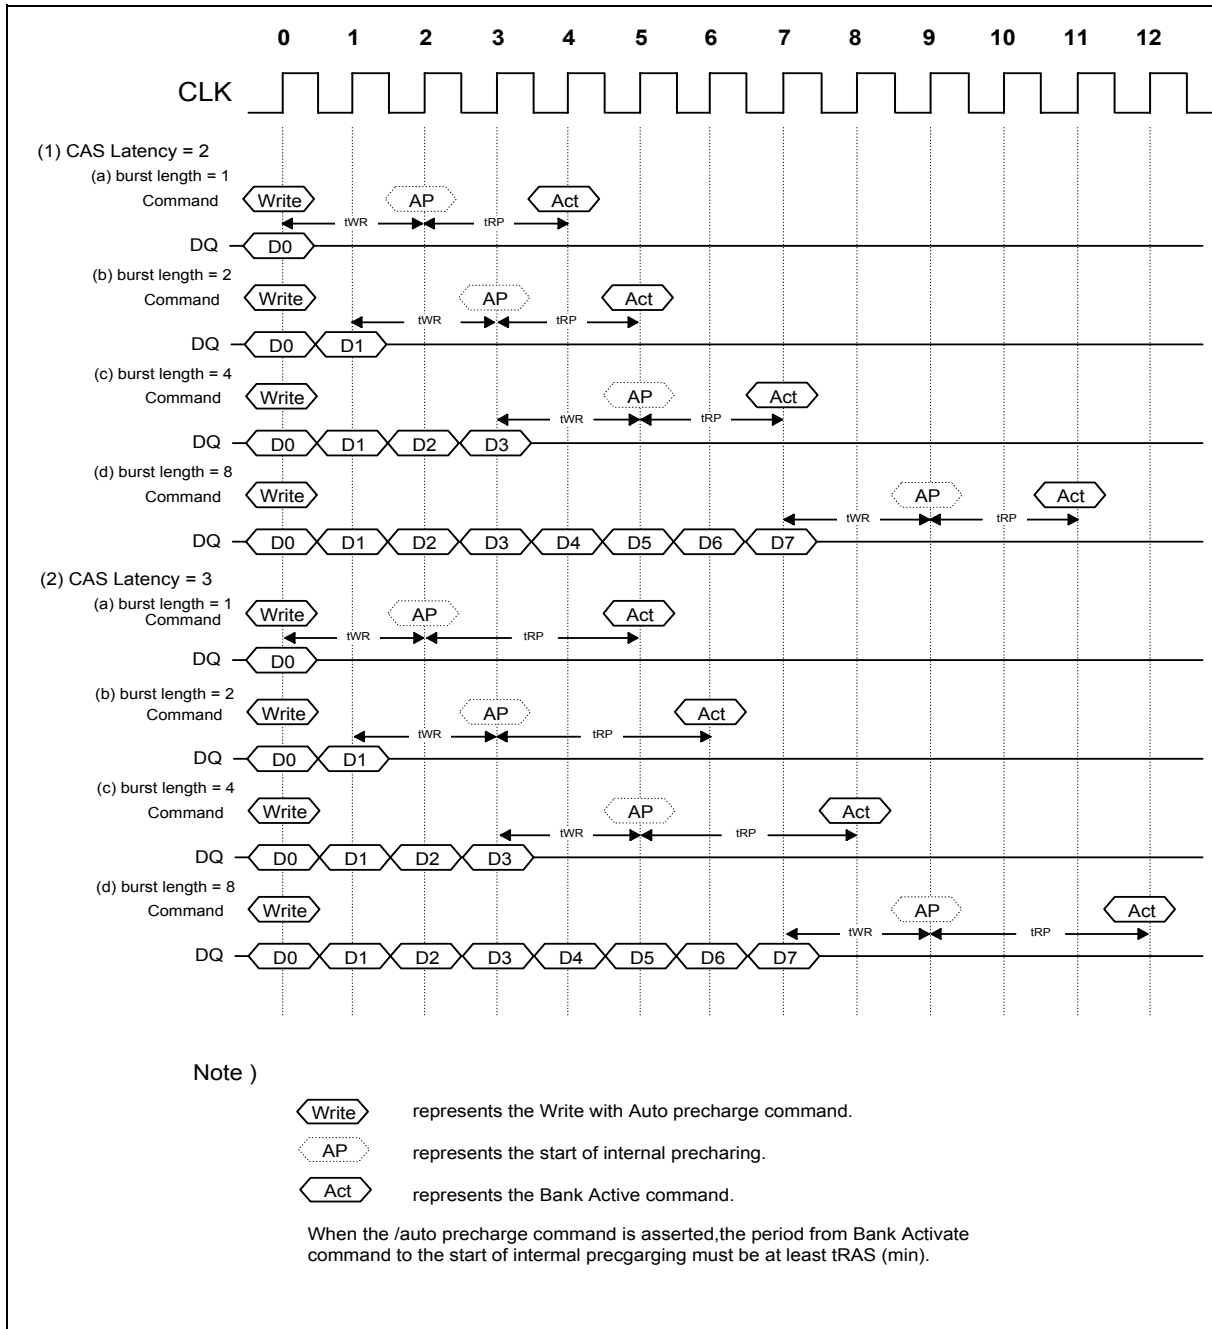 0 1 2 3 4 5 6 7 8 9 10 11 12
CLK
(1) CAS Latency = 2
(a) burst length = 1
Command Write AP Act
tWR tRP
DQ D0
(b) burst length = 2
Command Write AP Act
tWR tRP
DQ D0 D1
(c) burst length = 4
Command Write AP Act
tWR tRP
DQ D0 D1 D2 D3
(d) burst length = 8
Command Write AP Act
tWR tRP
DQ D0 D1 D2 D3 D4 D5 D6 D7
(2) CAS Latency = 3
(a) burst length = 1
Command Write AP Act
tWR tRP
DQ D0
(b) burst length = 2
Command Write AP Act
tWR tRP
DQ D0 D1
(c) burst length = 4
Command Write AP Act
tWR tRP
DQ D0 D1 D2 D3
(d) burst length = 8
Command Write AP Act
tWR tRP
DQ D0 D1 D2 D3 D4 D5 D6 D7
Note )
Write represents the Write with Auto precharge command.
AP represents the start of internal precharing.
Act represents the Bank Active command.
When the /auto precharge command is asserted,the period from Bank Activate
command to the start of internal precgarging must be at least tRAS (min).